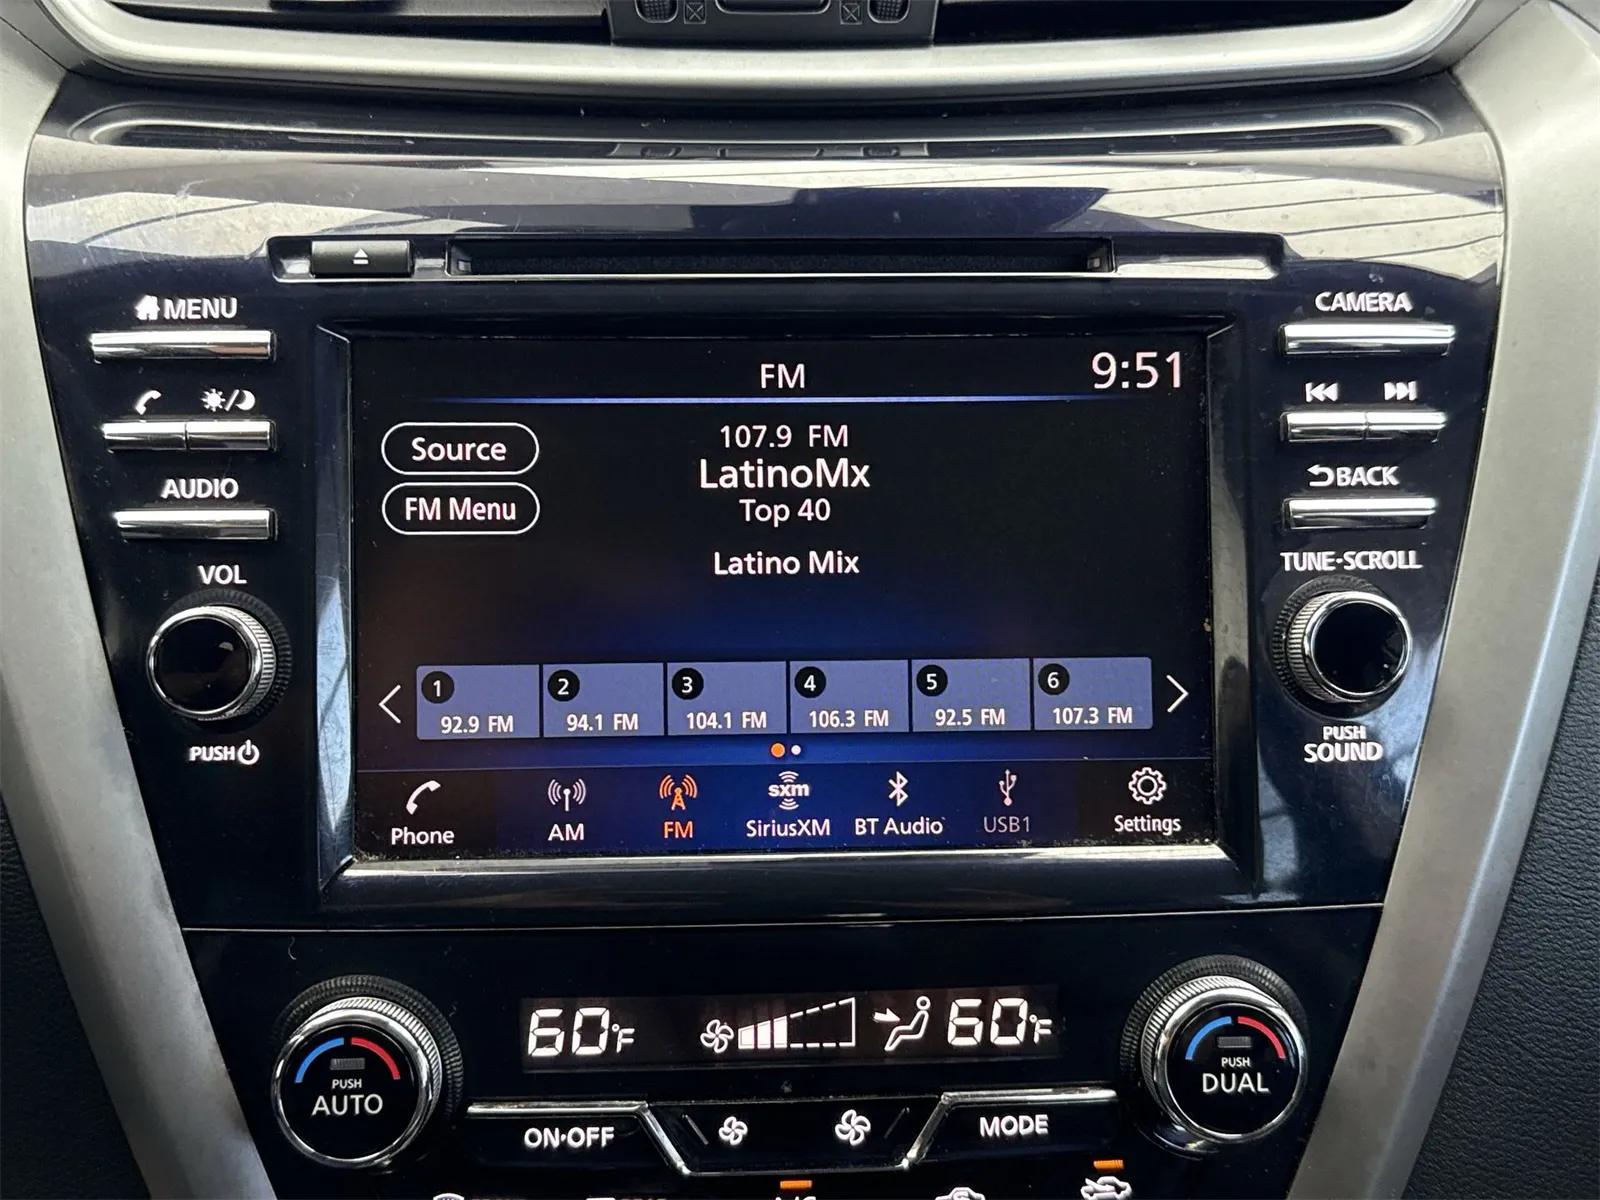 MENU
CAMERA
FM
9:51
Source
107.9 FM
LatinoMx
AUDIO
FM Menu
Top 40
BACK
Latino Mix
VOL
TUNE•SCROLL
1
2
3
4
5
6
92.9 FM
94.1 FM
104.1 FM
106.3 FM
92.5 FM
107.3 FM
PUSH
PUSH
SOUND
sxm
Phone
AM
FM
SiriusXM
BT Audio
USB1
Settings
60°F
60°F
PUSH
AUTO
PUSH
DUAL
ON•OFF
MODE